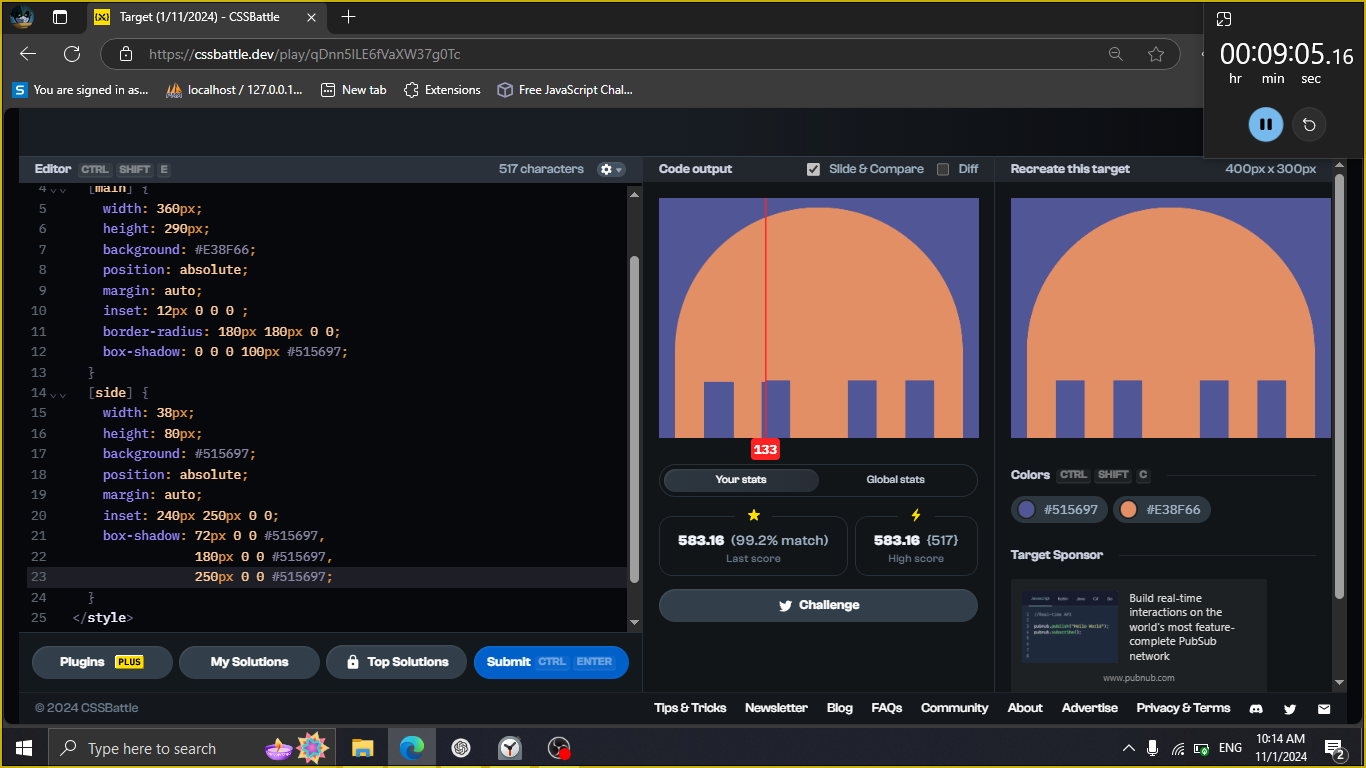 Target (1/11/2024) - CSSBattle
https://cssbattle.dev/play/qDnn5ILE6fVaXW37g0Tc
You are signed in as...
localhost / 127.0.0.1...
New tab
Extensions
Free JavaScript Chal...
00:09:05.16
hr min sec
Editor CTRL SHIFT E
517 characters
4 [main] {
5 width: 360px;
6 height: 290px;
7 background: #E38F66;
8 position: absolute;
9 margin: auto;
10 inset: 12px 0 0 0 ;
11 border-radius: 180px 180px 0 0;
12 box-shadow: 0 0 0 100px #515697;
13 }
14 [side] {
15 width: 38px;
16 height: 80px;
17 background: #515697;
18 position: absolute;
19 margin: auto;
20 inset: 240px 250px 0 0;
21 box-shadow: 72px 0 0 #515697,
22 180px 0 0 #515697,
23 250px 0 0 #515697;
24 }
25 </style>
Plugins PLUS
My Solutions
Top Solutions
Submit CTRL ENTER
Code output
Slide & Compare
Diff
133
Your stats
Global stats
583.16 (99.2% match)
Last score
583.16 {517}
High score
Challenge
Recreate this target
400px x 300px
Colors CTRL SHIFT C
#515697
#E38F66
Target Sponsor
Build real-time
interactions on the
world's most feature-
complete PubSub
network
www.pubnub.com
© 2024 CSSBattle
Tips & Tricks
Newsletter
Blog
FAQs
Community
About
Advertise
Privacy & Terms
Type here to search
ENG
10:14 AM
11/1/2024
2